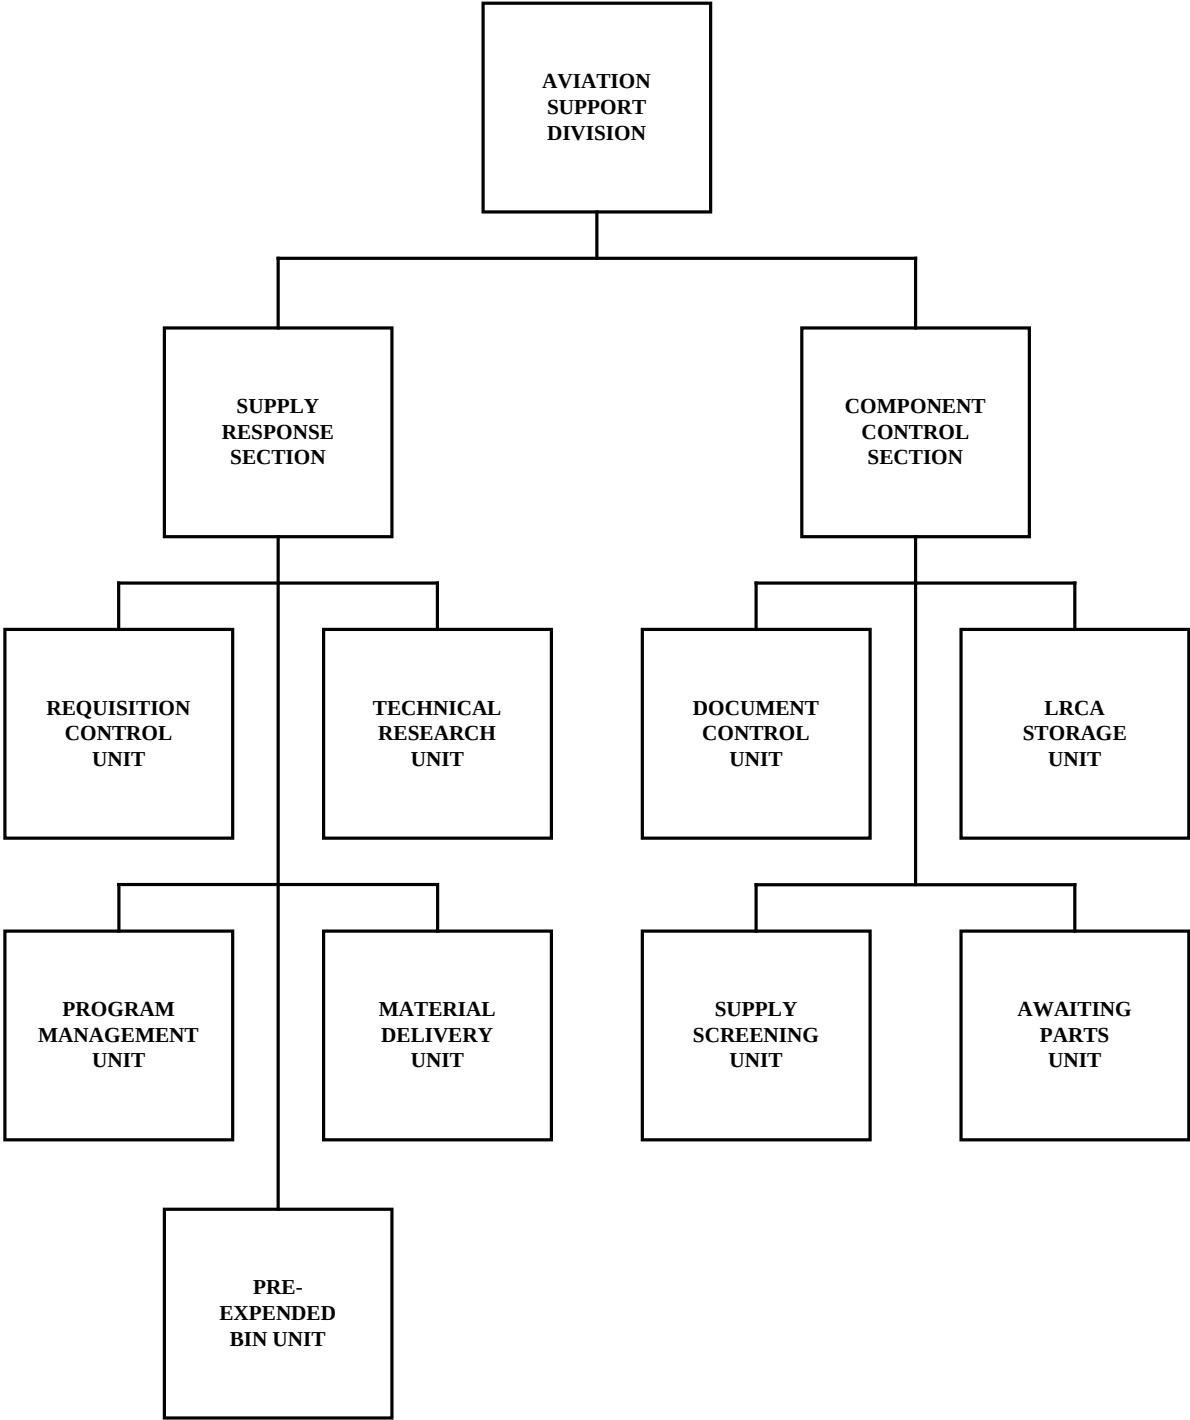 AVIATION
SUPPORT
DIVISION
SUPPLY
RESPONSE
SECTION
COMPONENT
CONTROL
SECTION
REQUISITION
CONTROL
UNIT
TECHNICAL
RESEARCH
UNIT
DOCUMENT
CONTROL
UNIT
LRCA
STORAGE
UNIT
PROGRAM
MANAGEMENT
UNIT
MATERIAL
DELIVERY
UNIT
SUPPLY
SCREENING
UNIT
AWAITING
PARTS
UNIT
PRE-
EXPENDED
BIN UNIT